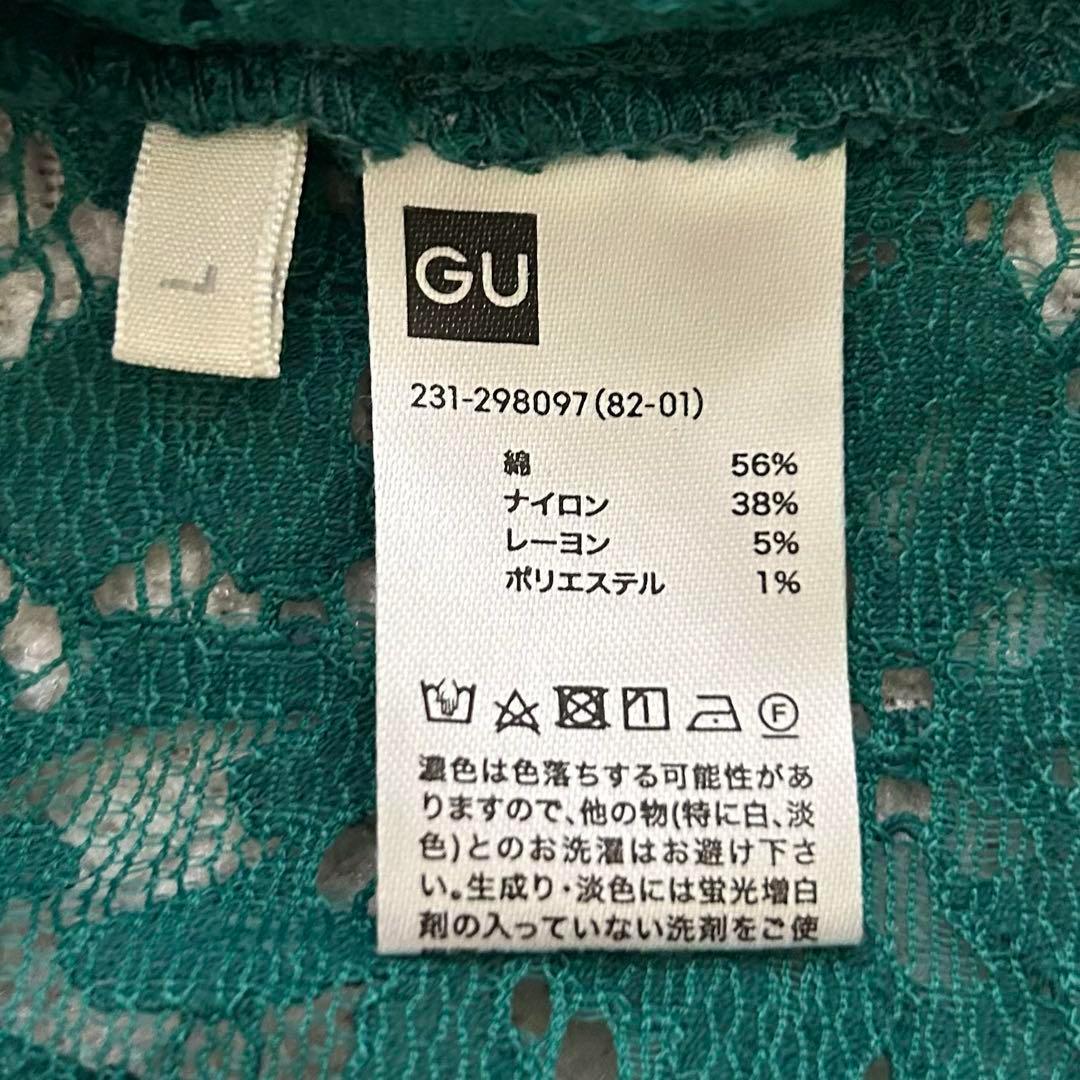 L
GU
231-298097(82-01)
綿 56%
ナイロン 38%
レーヨン 5%
ポリエステル 1%
F
濃色は色落ちする可能性があ
りますので、他の物(特に白、淡
色)とのお洗濯はお避け下さ
い。生成り・淡色には蛍光増白
剤の入っていない洗剤をご使